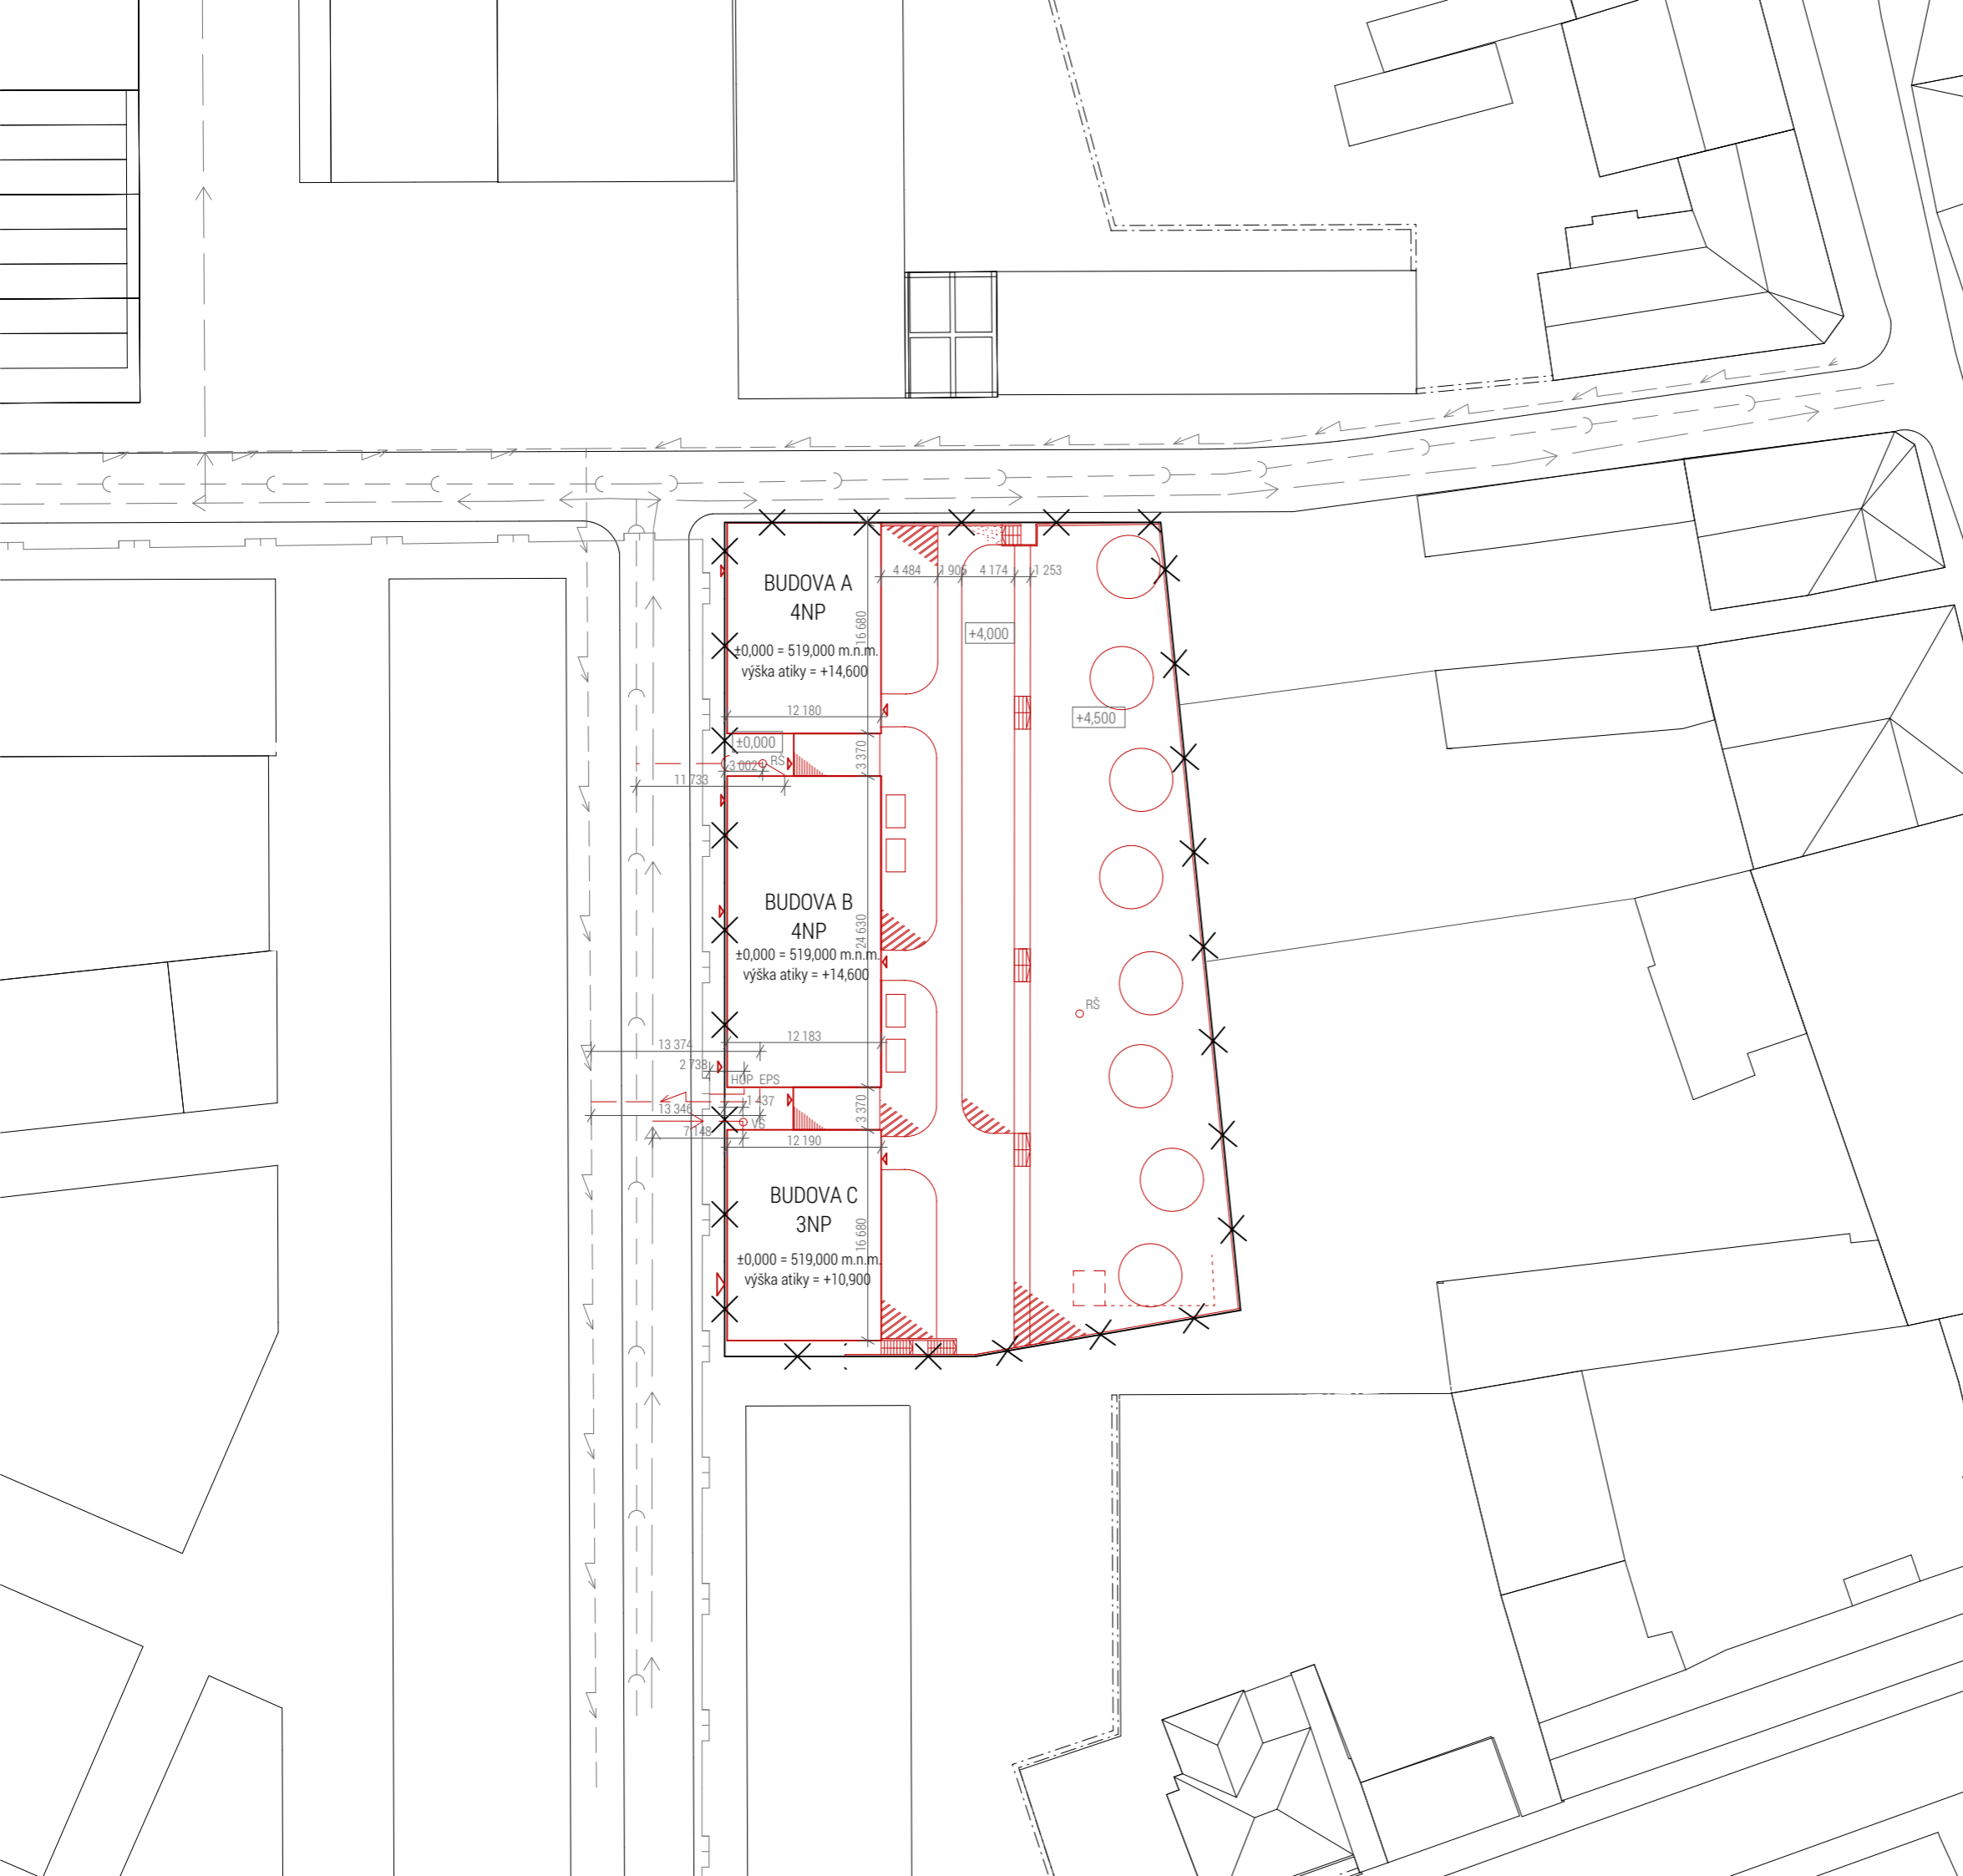 4 484
1 905
4 174
1 253
BUDOVA A
4NP
16 680
+4,000
±0,000 = 519,000 m.n.m.
výška atiky = +14,600
12 180
+4,500
±0,000
3 370
3 002
RŠ
11 733
BUDOVA B
4NP
24 630
±0,000 = 519,000 m.n.m.
výška atiky = +14,600
RŠ
12 183
13 374
2 738
HUP EPS
1 437
13 346
VŠ
3 370
7 148
12 190
BUDOVA C
3NP
16 680
±0,000 = 519,000 m.n.m.
výška atiky = +10,900